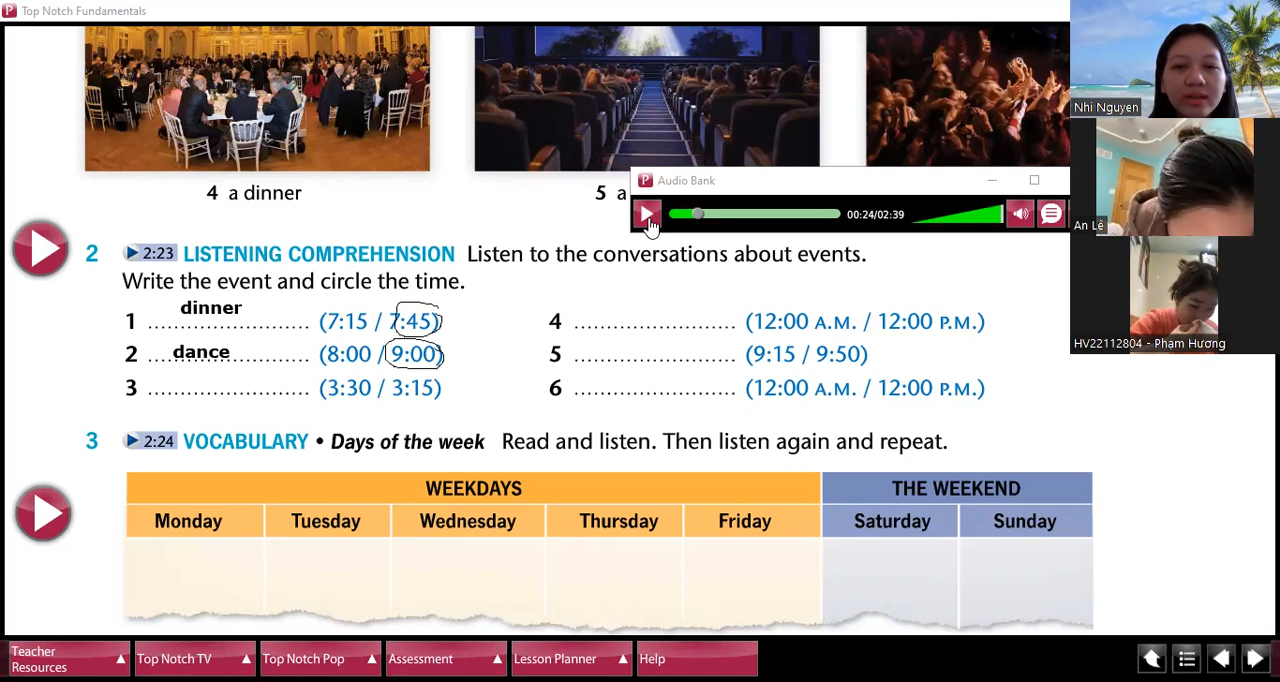 Top Notch Fundamentals
Nhi Nguyen
An Lê
HV22112804 - Phạm Hương
4 a dinner
5 a
Audio Bank
00:24/02:39
2 2:23 LISTENING COMPREHENSION Listen to the conversations about events.
Write the event and circle the time.
dinner
1 ............................ (7:15 / 7:45)
dance
2 ............................ (8:00 / 9:00)
3 ............................ (3:30 / 3:15)
4 ............................ (12:00 A.M. / 12:00 P.M.)
5 ............................ (9:15 / 9:50)
6 ............................ (12:00 A.M. / 12:00 P.M.)
3 2:24 VOCABULARY • Days of the week Read and listen. Then listen again and repeat.
WEEKDAYS THE WEEKEND
Monday Tuesday Wednesday Thursday Friday Saturday Sunday
Teacher
Resources
Top Notch TV
Top Notch Pop
Assessment
Lesson Planner
Help